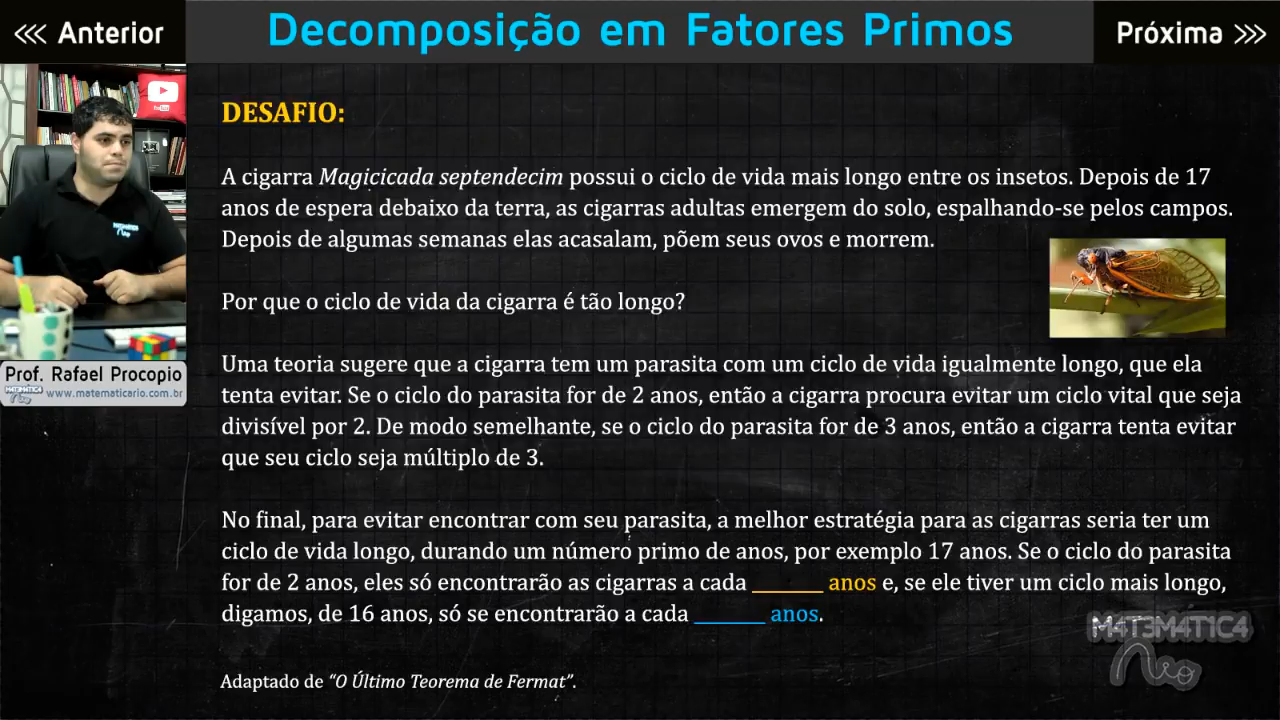 <<< Anterior
Decomposição em Fatores Primos
Próxima >>>
YouTube
Prof. Rafael Procopio
www.matematicario.com.br
DESAFIO:
A cigarra Magicicada septendecim possui o ciclo de vida mais longo entre os insetos. Depois de 17
anos de espera debaixo da terra, as cigarras adultas emergem do solo, espalhando-se pelos campos.
Depois de algumas semanas elas acasalam, põem seus ovos e morrem.
Por que o ciclo de vida da cigarra é tão longo?
Uma teoria sugere que a cigarra tem um parasita com um ciclo de vida igualmente longo, que ela
tenta evitar. Se o ciclo do parasita for de 2 anos, então a cigarra procura evitar um ciclo vital que seja
divisível por 2. De modo semelhante, se o ciclo do parasita for de 3 anos, então a cigarra tenta evitar
que seu ciclo seja múltiplo de 3.
No final, para evitar encontrar com seu parasita, a melhor estratégia para as cigarras seria ter um
ciclo de vida longo, durando um número primo de anos, por exemplo 17 anos. Se o ciclo do parasita
for de 2 anos, eles só encontrarão as cigarras a cada _______ anos e, se ele tiver um ciclo mais longo,
digamos, de 16 anos, só se encontrarão a cada _______ anos.
M4T3M4T1C4
Rio
Adaptado de “O Último Teorema de Fermat”.